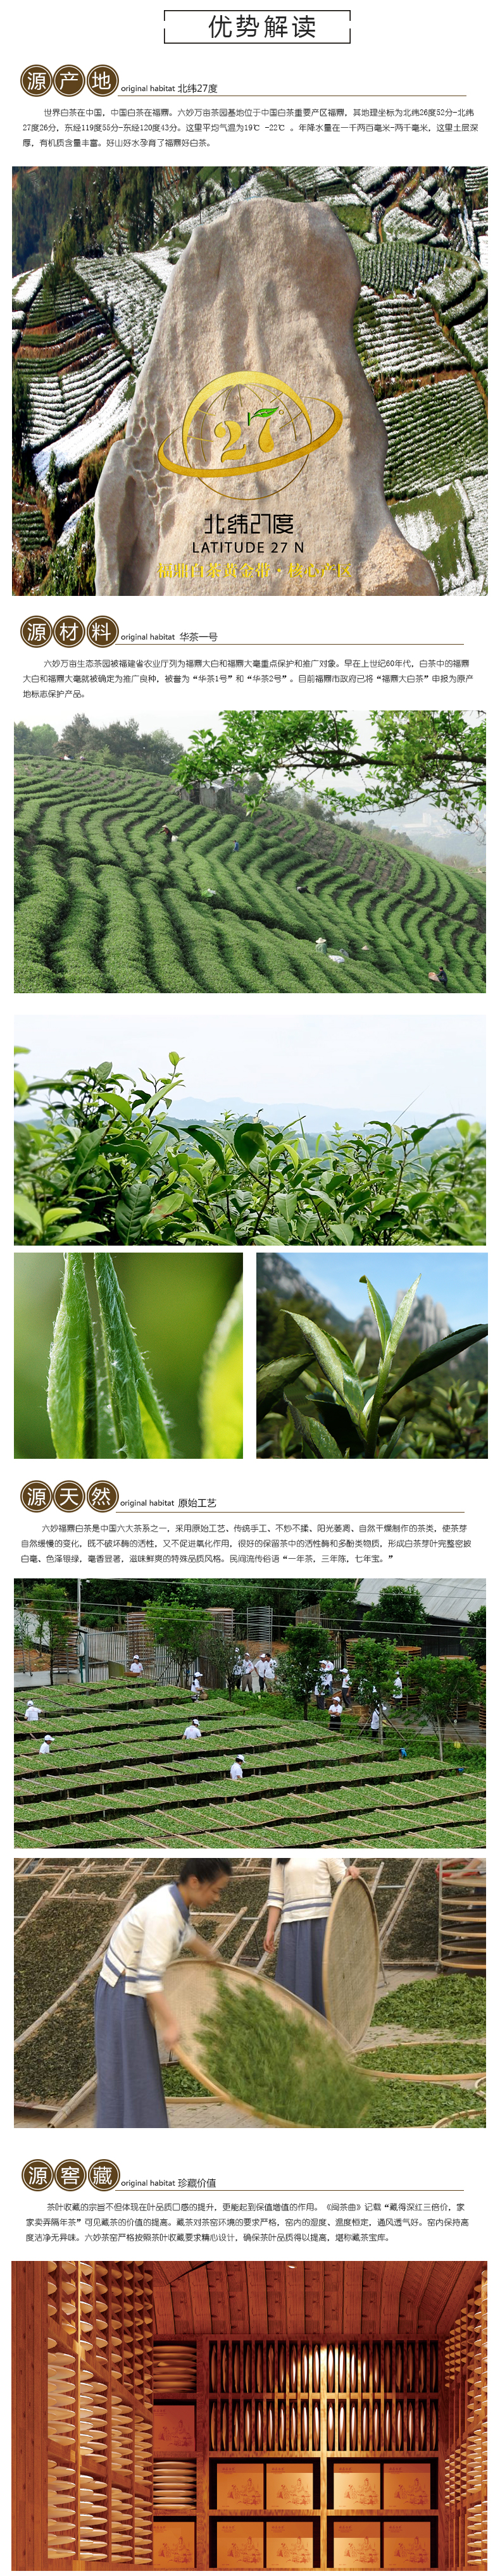 优势解读
源产地 original habitat 北纬27度
世界白茶在中国，中国白茶在福鼎。六妙万亩茶园基地位于中国白茶重要产区福鼎，其地理坐标为北纬26度52分-北纬
27度26分，东经119度55分-东经120度43分。这里平均气温为19℃ -22℃ 。年降水量在一千两百毫米-两千毫米，这里土层深
厚，有机质含量丰富。好山好水孕育了福鼎好白茶。
27°
北纬27度
LATITUDE 27 N
福州白茶黄金带·核心产区
源材料 original habitat 华茶一号
六妙万亩生态茶园被福建省农业厅列为福鼎大白和福鼎大毫重点保护和推广对象。早在上世纪60年代，白茶中的福鼎
大白和福鼎大毫就被确定为推广良种，被誉为“华茶1号”和“华茶2号”。目前福鼎市政府已将“福鼎大白茶”申报为原产
地标志保护产品。
源天然 original habitat 原始工艺
六妙福鼎白茶是中国六大茶系之一，采用原始工艺、传统手工、不炒不揉、阳光萎凋、自然干燥制作的茶类，使茶芽
自然缓慢的变化，既不破坏酶的活性，又不促进氧化作用，很好的保留茶中的活性酶和多酚类物质，形成白茶芽叶完整密披
白毫、色泽银绿，毫香显著，滋味鲜爽的特殊品质风格。民间流传俗语“一年茶，三年陈，七年宝。”
源窖藏 original habitat 珍藏价值
茶叶收藏的宗旨不但体现在叶品质口感的提升，更能起到保值增值的作用。《闽茶曲》记载“藏得深红三倍价，家
家卖弄隔年茶”可见藏茶的价值的提高。藏茶对茶窑环境的要求严格，窑内的湿度、温度恒定，通风透气好。窑内保持高
度洁净无异味。六妙茶窑严格按照茶叶收藏要求精心设计，确保茶叶品质得以提高，堪称藏茶宝库。